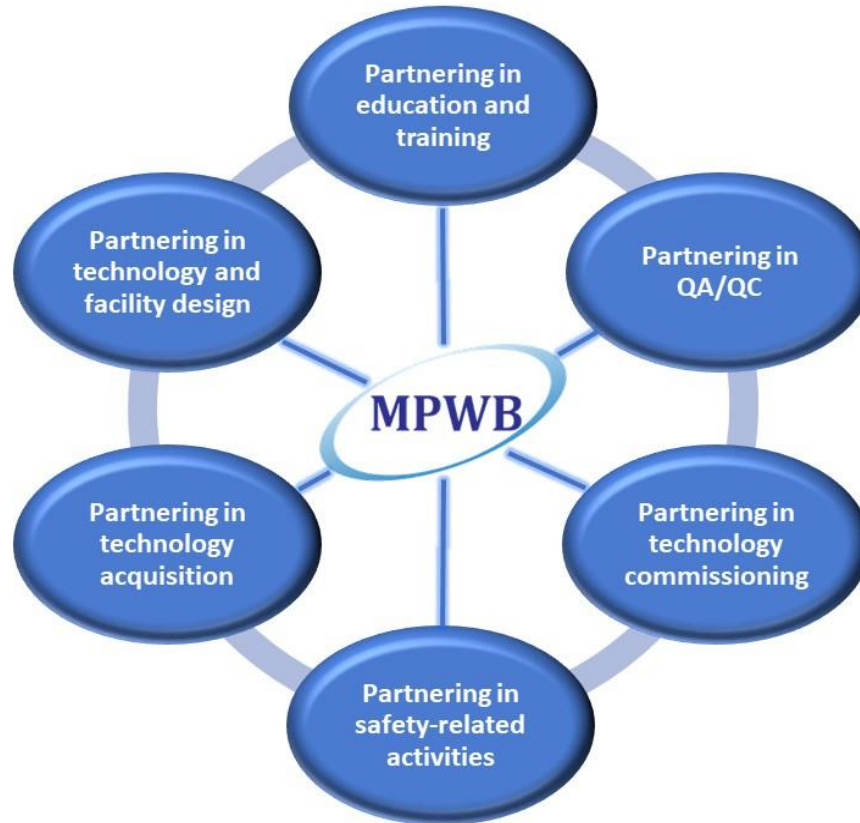 Partnering in
education and
training
Partnering in
technology and
facility design
Partnering in
QA/QC
MPWB
Partnering in
technology
acquisition
Partnering in
technology
commissioning
Partnering in
safety-related
activities